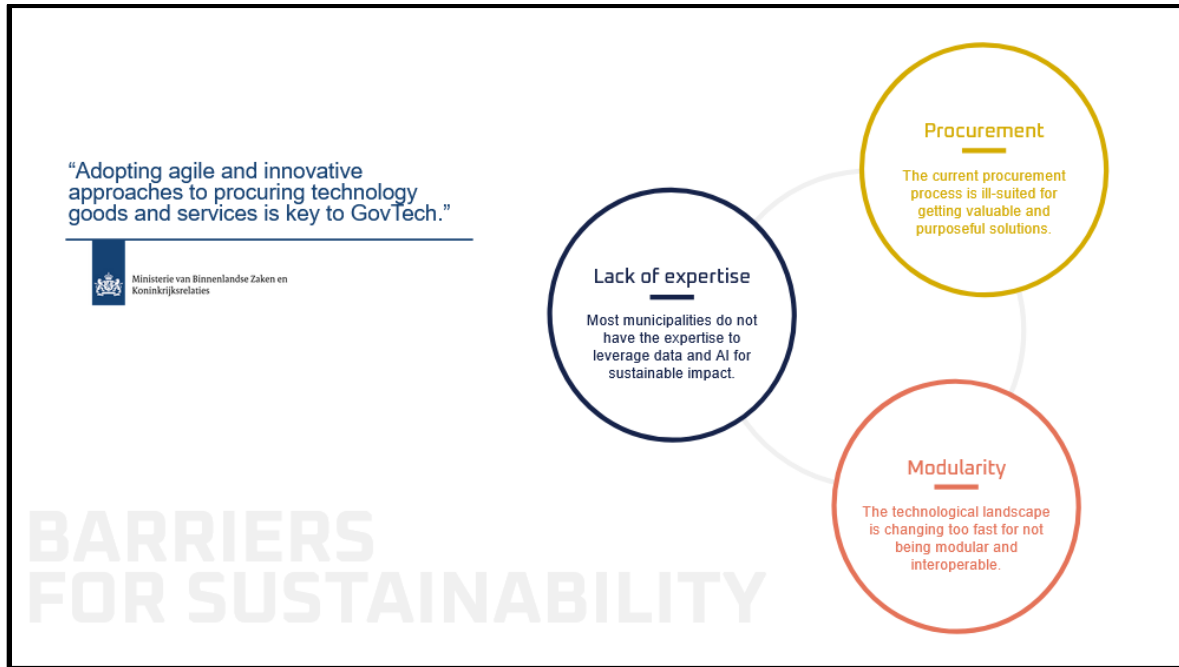 “Adopting agile and innovative
approaches to procuring technology
goods and services is key to GovTech.”
Ministerie van Binnenlandse Zaken en
Koninkrijksrelaties
Lack of expertise
Most municipalities do not
have the expertise to
leverage data and AI for
sustainable impact.
Procurement
The current procurement
process is ill-suited for
getting valuable and
purposeful solutions.
Modularity
The technological landscape
is changing too fast for not
being modular and
interoperable.
BARRIERS
FOR SUSTAINABILITY